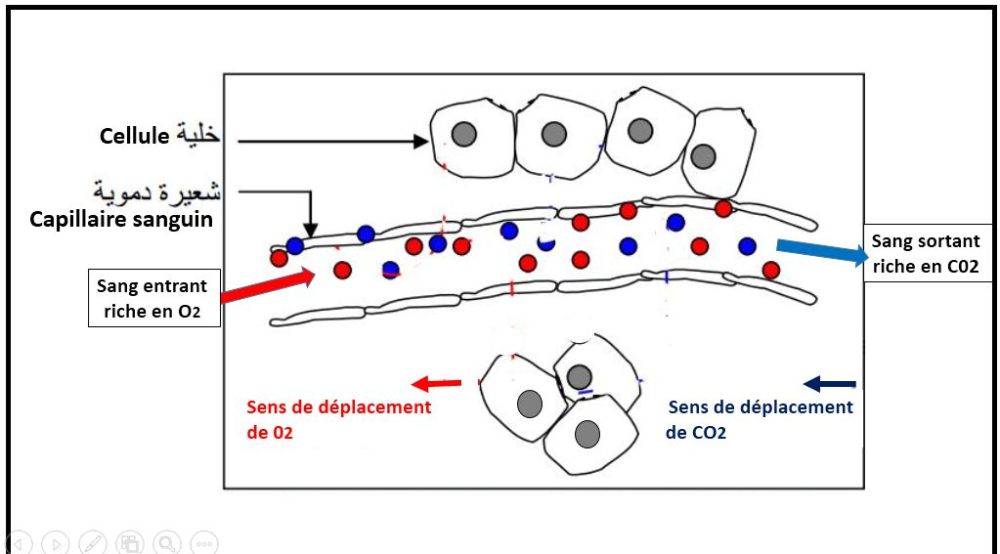 Cellule خلية
شعيرة دموية
Capillaire sanguin
Sang entrant
riche en O2
Sang sortant
riche en C02
Sens de déplacement
de 02
Sens de déplacement
de CO2